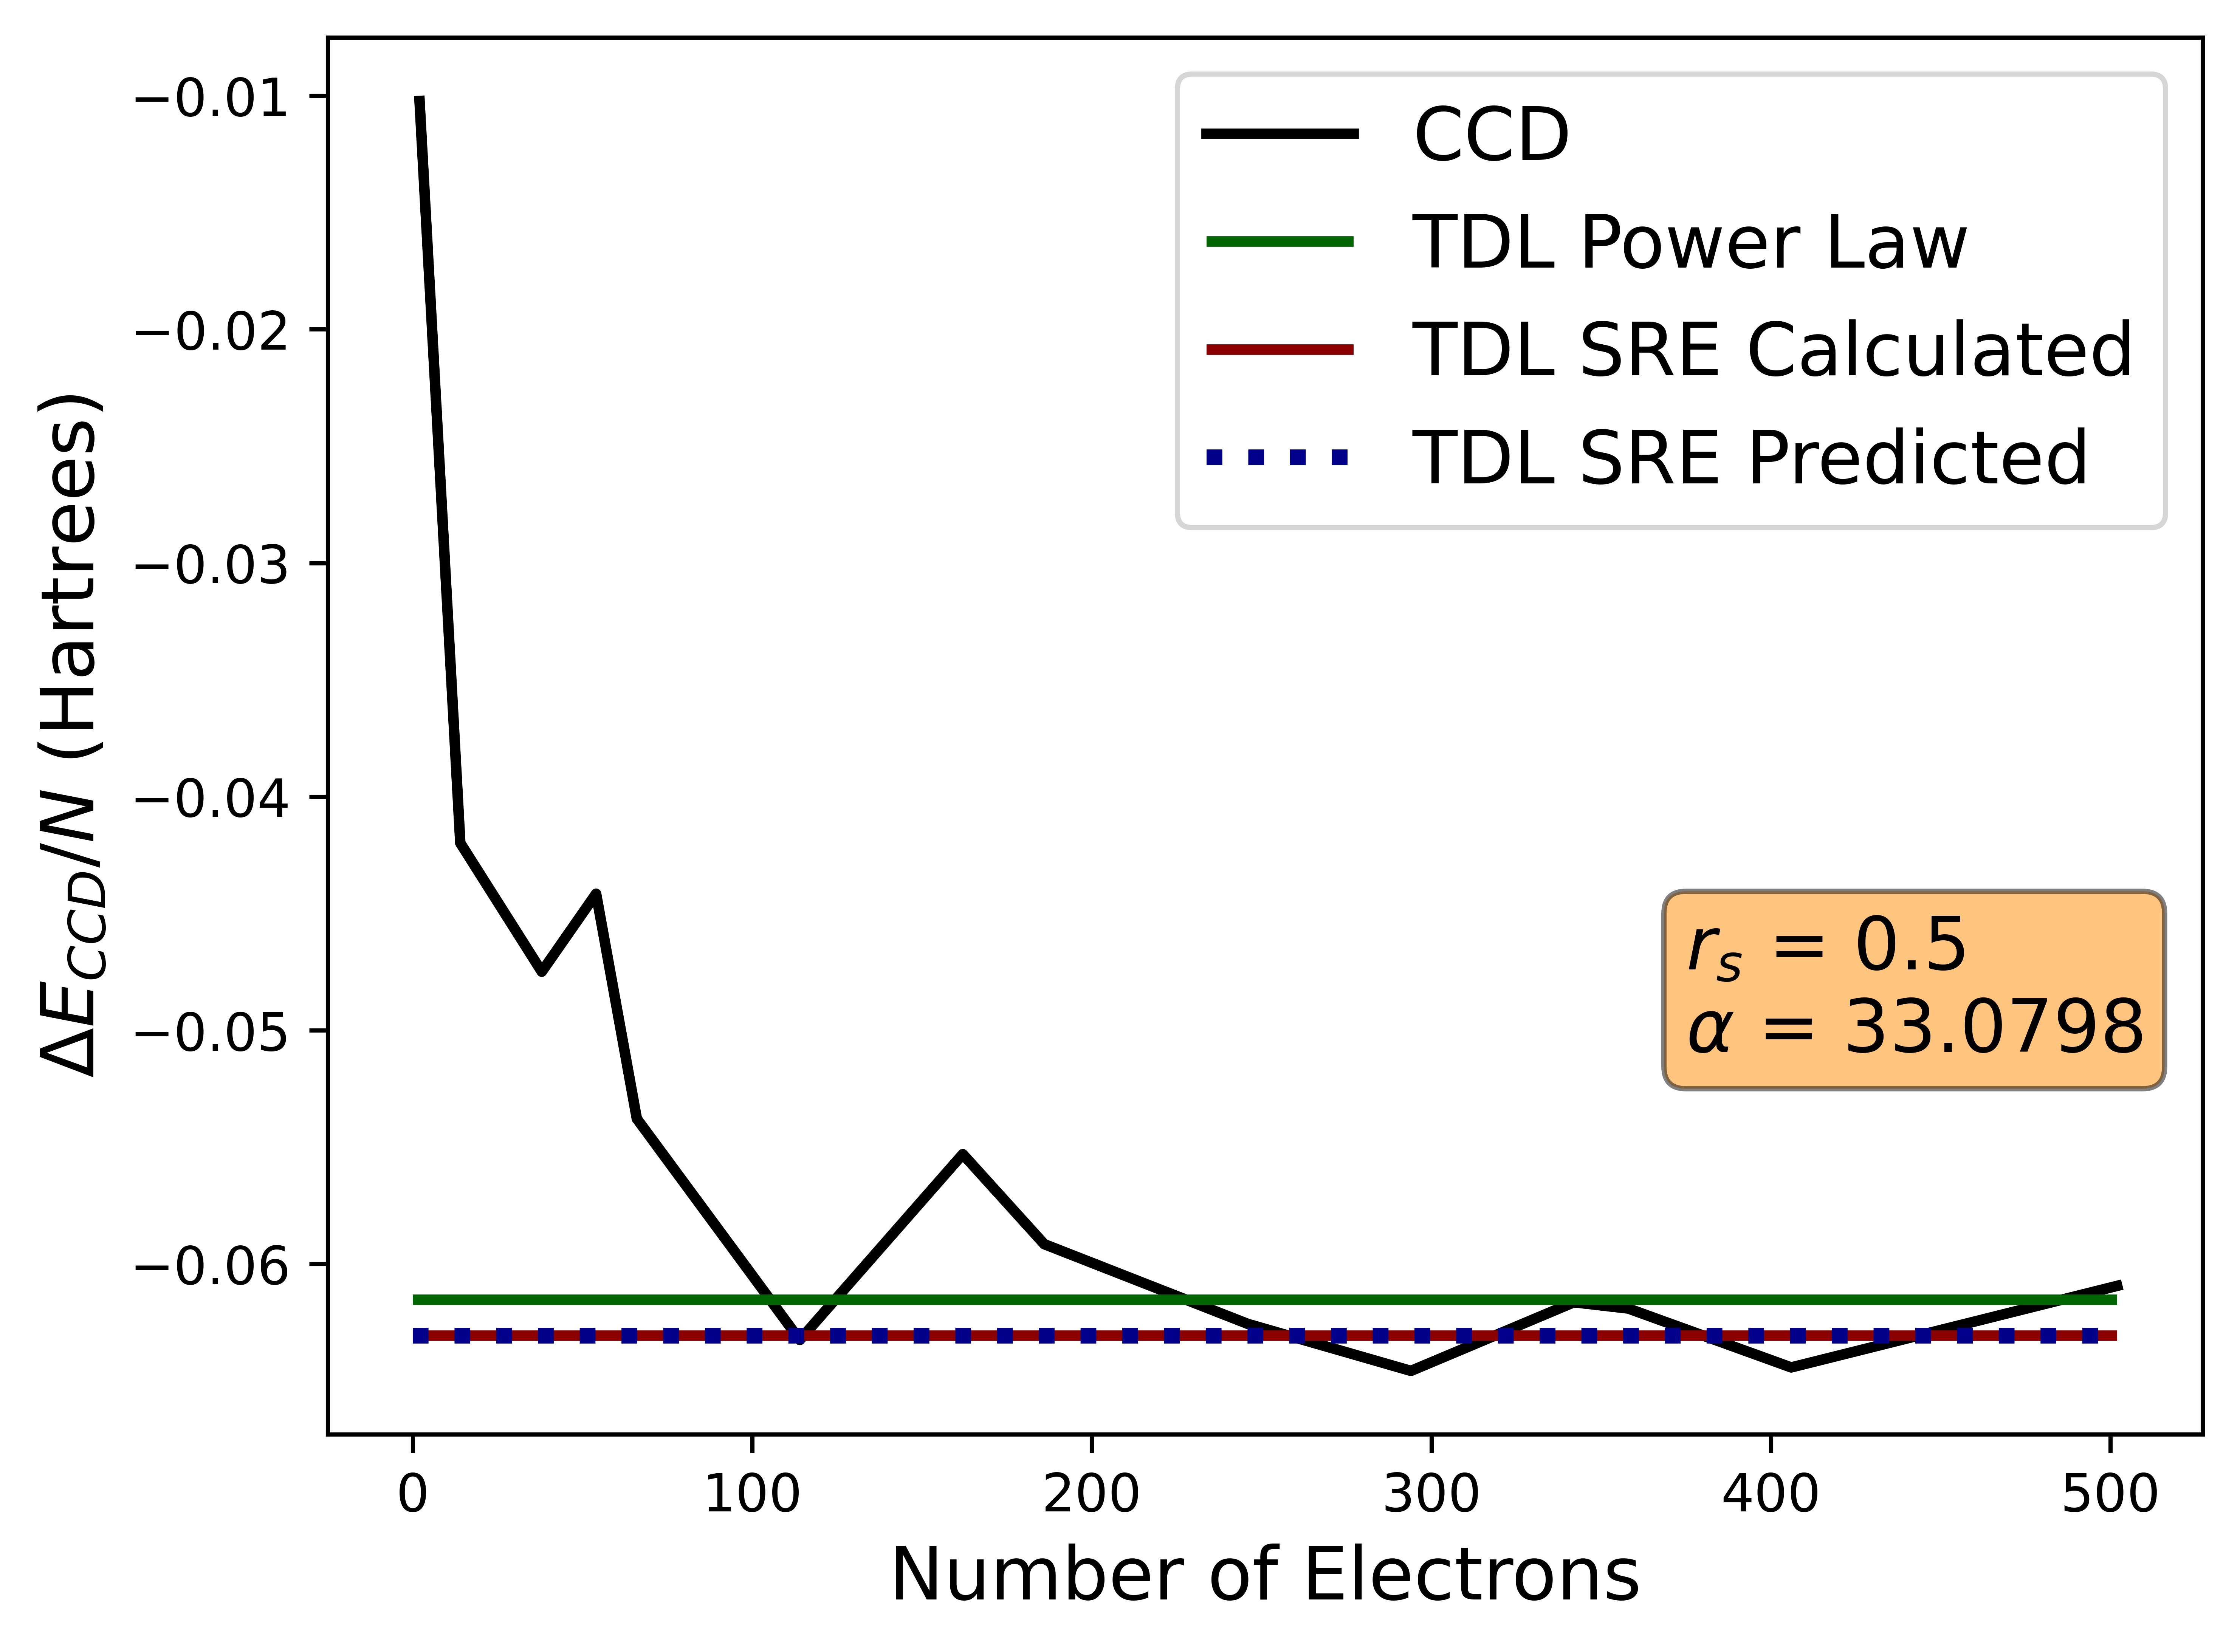 −0.01
−0.02
−0.03
−0.04
−0.05
−0.06
ΔE_CCD/N (Hartrees)
CCD
TDL Power Law
TDL SRE Calculated
TDL SRE Predicted
r_s = 0.5
α = 33.0798
0 100 200 300 400 500
Number of Electrons